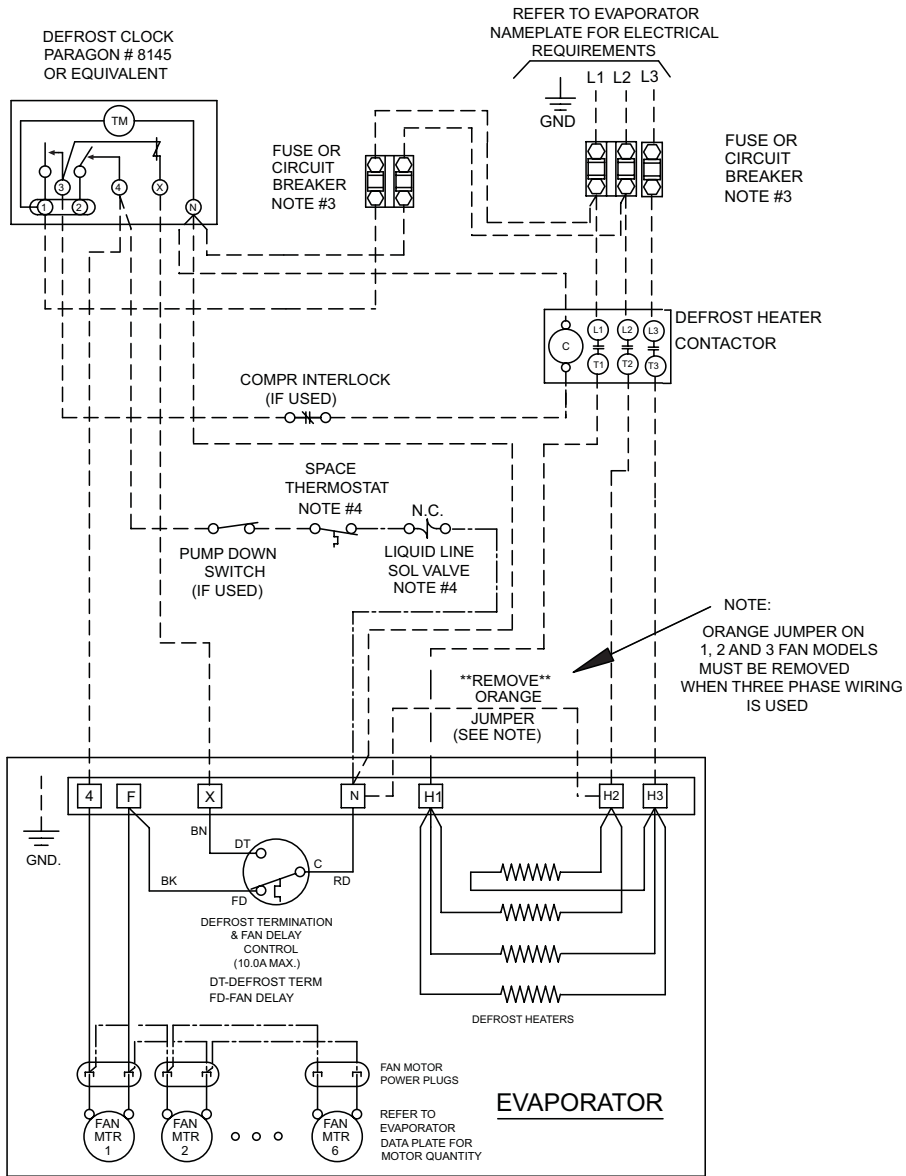 DEFROST CLOCK
PARAGON # 8145
OR EQUIVALENT
REFER TO EVAPORATOR
NAMEPLATE FOR ELECTRICAL
REQUIREMENTS
L1 L2 L3
GND
TM
3
4
X
1
2
N
FUSE OR
CIRCUIT
BREAKER
NOTE #3
FUSE OR
CIRCUIT
BREAKER
NOTE #3
DEFROST HEATER
CONTACTOR
C
L1
L2
L3
T1
T2
T3
COMPR INTERLOCK
(IF USED)
SPACE
THERMOSTAT
NOTE #4
N.C.
PUMP DOWN
SWITCH
(IF USED)
LIQUID LINE
SOL VALVE
NOTE #4
NOTE:
ORANGE JUMPER ON
1, 2 AND 3 FAN MODELS
MUST BE REMOVED
WHEN THREE PHASE WIRING
IS USED
**REMOVE**
ORANGE
JUMPER
(SEE NOTE)
4
F
X
N
H1
H2
H3
GND.
BN
DT
C
RD
BK
FD
DEFROST TERMINATION
& FAN DELAY
CONTROL
(10.0A MAX.)
DT-DEFROST TERM
FD-FAN DELAY
DEFROST HEATERS
FAN MOTOR
POWER PLUGS
EVAPORATOR
REFER TO
EVAPORATOR
DATA PLATE FOR
MOTOR QUANTITY
FAN
MTR
1
FAN
MTR
2
FAN
MTR
6